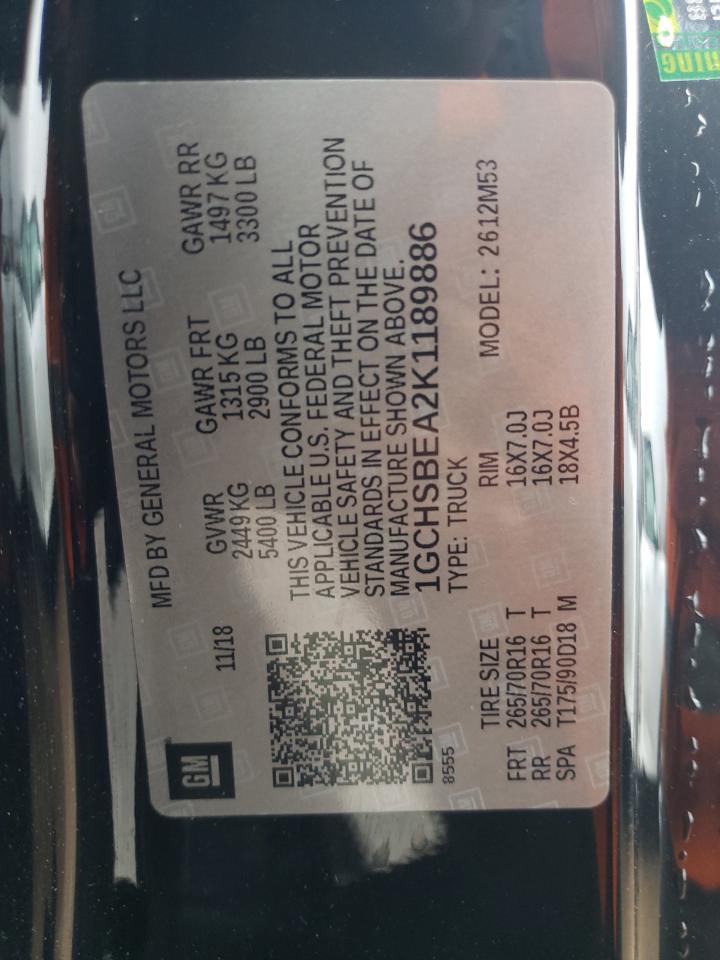 GM
MFD BY GENERAL MOTORS LLC
11/18
GVWR GAWR FRT GAWR RR
2449 KG 1315 KG 1497 KG
5400 LB 2900 LB 3300 LB
THIS VEHICLE CONFORMS TO ALL
APPLICABLE U.S. FEDERAL MOTOR
VEHICLE SAFETY AND THEFT PREVENTION
STANDARDS IN EFFECT ON THE DATE OF
MANUFACTURE SHOWN ABOVE.
1GCHSBEA2K1189886
8555
TYPE: TRUCK
MODEL: 2612M53
TIRE SIZE RIM
FRT 265/70R16 T 16X7.0J
RR 265/70R16 T 16X7.0J
SPA T175/90D18 M 18X4.5B